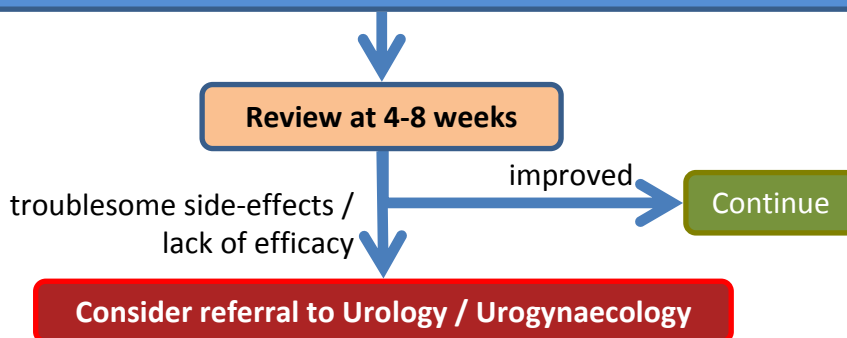 Review at 4-8 weeks
improved
Continue
troublesome side-effects /
lack of efficacy
Consider referral to Urology / Urogynaecology